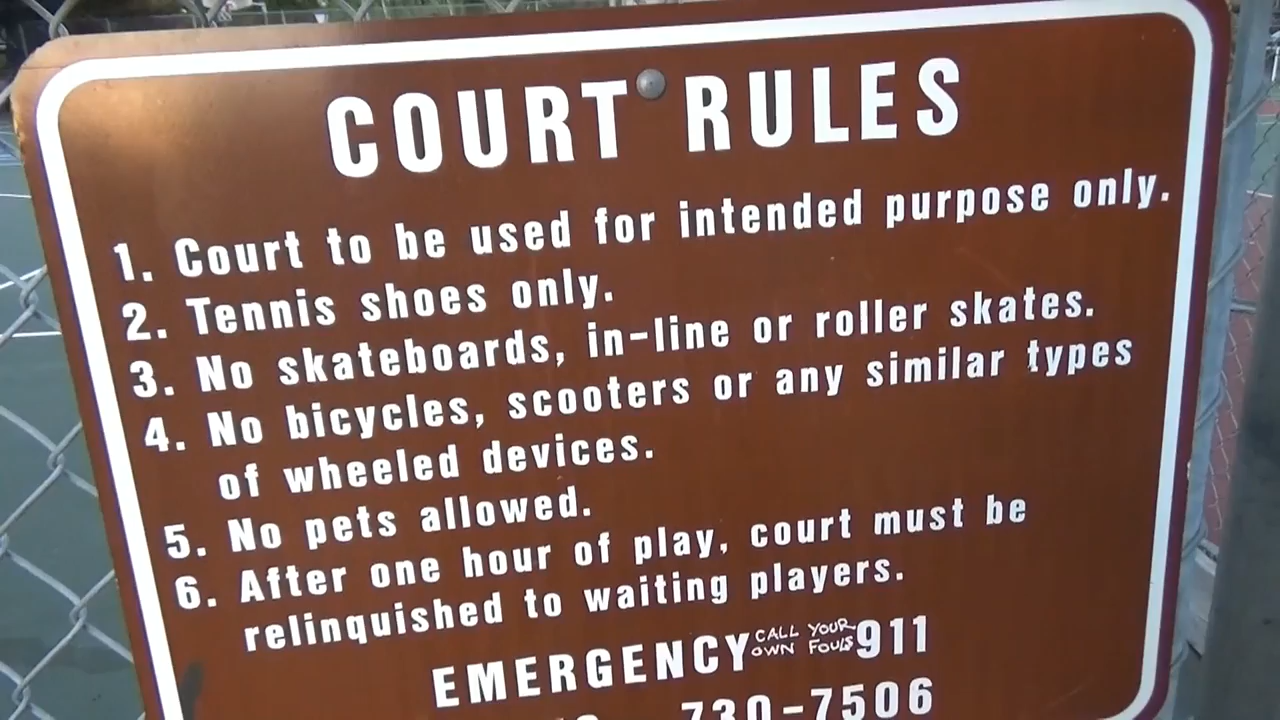 COURT RULES
1. Court to be used for intended purpose only.
2. Tennis shoes only.
3. No skateboards, in-line or roller skates.
4. No bicycles, scooters or any similar types
of wheeled devices.
5. No pets allowed.
6. After one hour of play, court must be
relinquished to waiting players.
EMERGENCY CALL YOUR OWN FOULS 911
730-7506